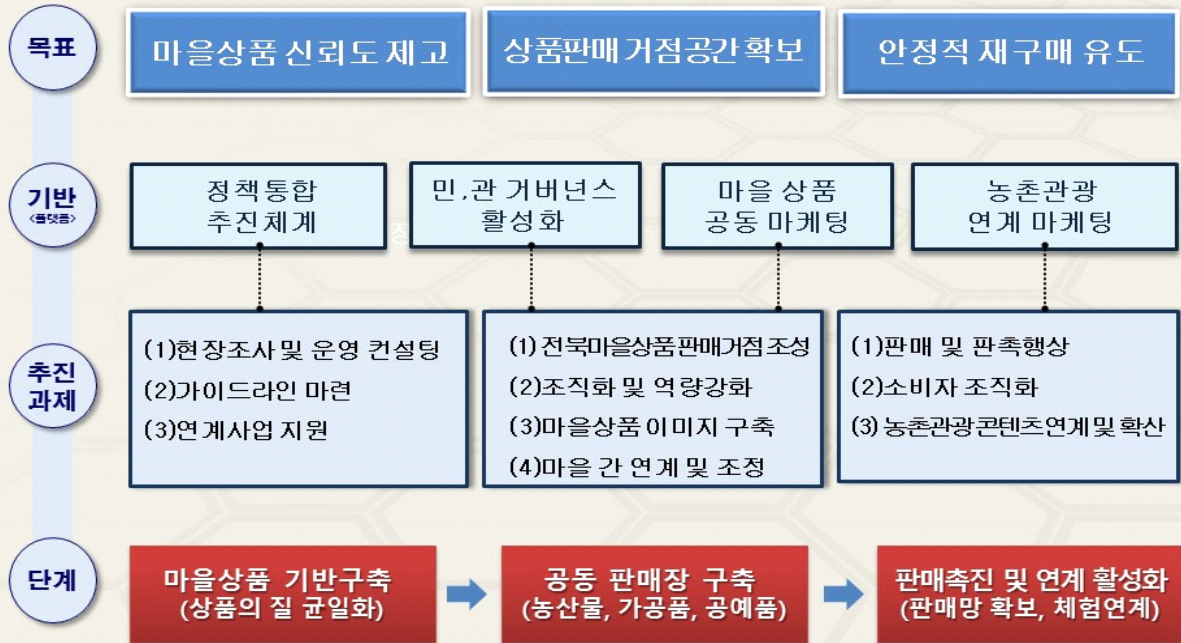 목표
마을상품 신뢰도 제고
상품판매 거점공간 확보
안정적 재구매 유도
기반
<플랫폼>
정책통합
추진체계
민,관 거버넌스
활성화
마을 상품
공동 마케팅
농촌관광
연계 마케팅
추진
과제
(1)현장조사 및 운영 컨설팅
(2)가이드라인 마련
(3)연계사업 지원
(1) 전북마을상품 판매거점 조성
(2)조직화 및 역량강화
(3)마을상품 이미지 구축
(4)마을 간 연계 및 조정
(1)판매 및 판촉행상
(2)소비자 조직화
(3) 농촌관광콘텐츠연계 및 확산
단계
마을상품 기반구축
(상품의 질 균일화)
공동 판매장 구축
(농산물, 가공품, 공예품)
판매촉진 및 연계 활성화
(판매망 확보, 체험연계)